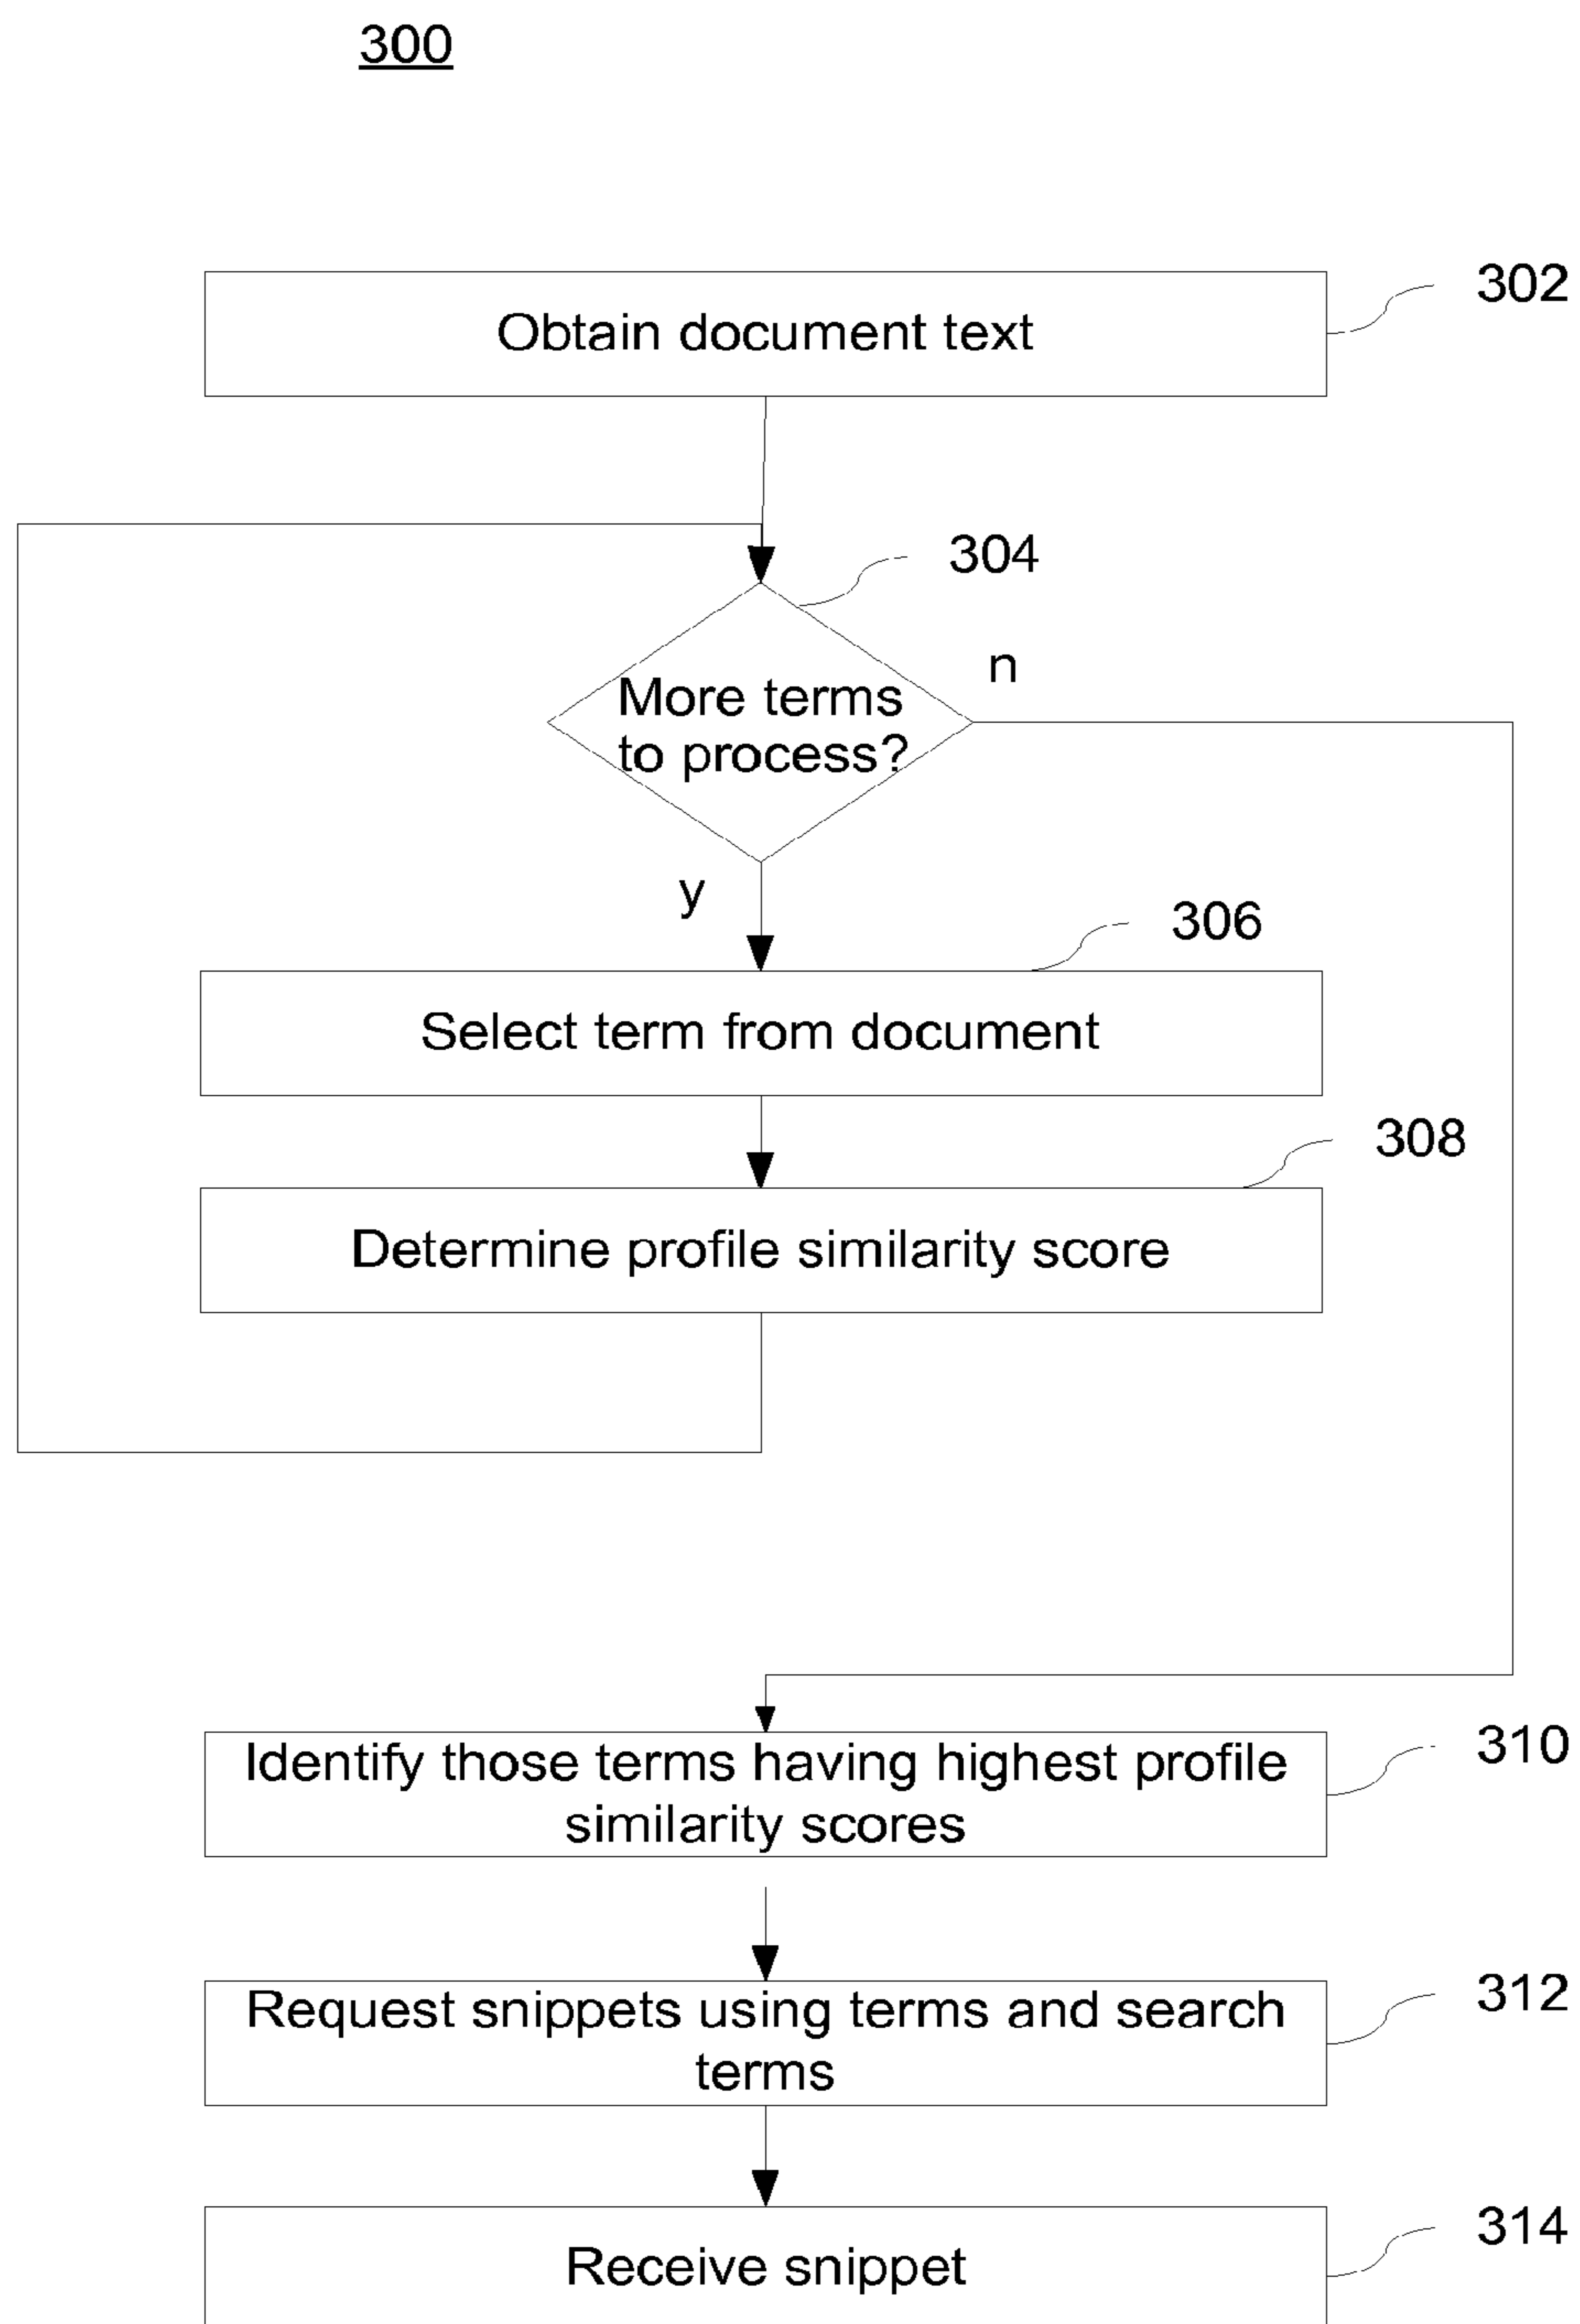 300
Obtain document text
302
304
n
More terms
to process?
y
306
Select term from document
308
Determine profile similarity score
310
Identify those terms having highest profile
similarity scores
312
Request snippets using terms and search
terms
314
Receive snippet